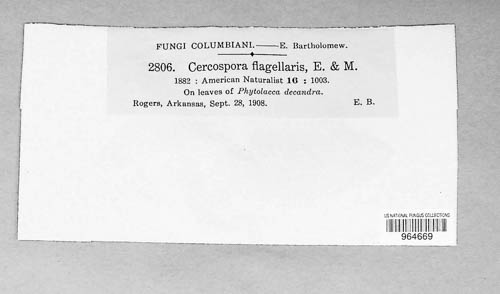 FUNGI COLUMBIANI.—E. Bartholomew.
2806. Cercospora flagellaris, E. & M.
1882 : American Naturalist 16 : 1003.
On leaves of Phytolacca decandra.
Rogers, Arkansas, Sept. 28, 1908. E. B.
US NATIONAL FUNGUS COLLECTIONS
964669